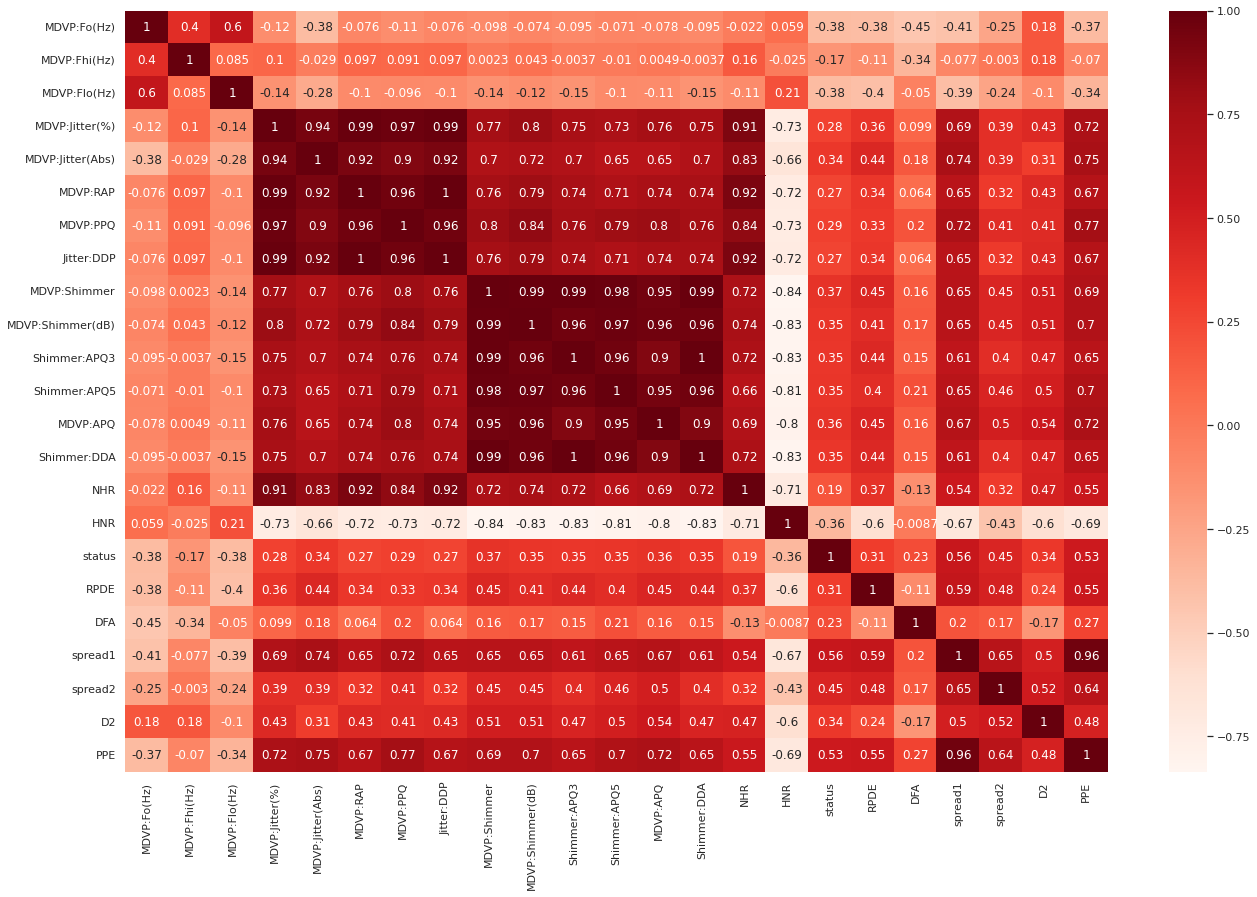 MDVP:Fo(Hz) 1 0.4 0.6 -0.12 -0.38 -0.076 -0.11 -0.076 -0.098 -0.074 -0.095 -0.071 -0.078 -0.095 -0.022 0.059 -0.38 -0.38 -0.45 -0.41 -0.25 0.18 -0.37 1.00
MDVP:Fhi(Hz) 0.4 1 0.085 0.1 -0.029 0.097 0.091 0.097 0.0023 0.043 -0.0037 -0.01 0.0049 -0.0037 0.16 -0.025 -0.17 -0.11 -0.34 -0.077 -0.003 0.18 -0.07
MDVP:Flo(Hz) 0.6 0.085 1 -0.14 -0.28 -0.1 -0.096 -0.1 -0.14 -0.12 -0.15 -0.1 -0.11 -0.15 -0.11 0.21 -0.38 -0.4 -0.05 -0.39 -0.24 -0.1 -0.34
MDVP:Jitter(%) -0.12 0.1 -0.14 1 0.94 0.99 0.97 0.99 0.77 0.8 0.75 0.73 0.76 0.75 0.91 -0.73 0.28 0.36 0.099 0.69 0.39 0.43 0.72 0.75
MDVP:Jitter(Abs) -0.38 -0.029 -0.28 0.94 1 0.92 0.9 0.92 0.7 0.72 0.7 0.65 0.65 0.7 0.83 -0.66 0.34 0.44 0.18 0.74 0.39 0.31 0.75
MDVP:RAP -0.076 0.097 -0.1 0.99 0.92 1 0.96 1 0.76 0.79 0.74 0.71 0.74 0.74 0.92 -0.72 0.27 0.34 0.064 0.65 0.32 0.43 0.67
MDVP:PPQ -0.11 0.091 -0.096 0.97 0.9 0.96 1 0.96 0.8 0.84 0.76 0.79 0.8 0.76 0.84 -0.73 0.29 0.33 0.2 0.72 0.41 0.41 0.77 0.50
Jitter:DDP -0.076 0.097 -0.1 0.99 0.92 1 0.96 1 0.76 0.79 0.74 0.71 0.74 0.74 0.92 -0.72 0.27 0.34 0.064 0.65 0.32 0.43 0.67
MDVP:Shimmer -0.098 0.0023 -0.14 0.77 0.7 0.76 0.8 0.76 1 0.99 0.99 0.98 0.95 0.99 0.72 -0.84 0.37 0.45 0.16 0.65 0.45 0.51 0.69
MDVP:Shimmer(dB) -0.074 0.043 -0.12 0.8 0.72 0.79 0.84 0.79 0.99 1 0.96 0.97 0.96 0.96 0.74 -0.83 0.35 0.41 0.17 0.65 0.45 0.51 0.7 0.25
Shimmer:APQ3 -0.095 -0.0037 -0.15 0.75 0.7 0.74 0.76 0.74 0.99 0.96 1 0.96 0.9 1 0.72 -0.83 0.35 0.44 0.15 0.61 0.4 0.47 0.65
Shimmer:APQ5 -0.071 -0.01 -0.1 0.73 0.65 0.71 0.79 0.71 0.98 0.97 0.96 1 0.95 0.96 0.66 -0.81 0.35 0.4 0.21 0.65 0.46 0.5 0.7
MDVP:APQ -0.078 0.0049 -0.11 0.76 0.65 0.74 0.8 0.74 0.95 0.96 0.9 0.95 1 0.9 0.69 -0.8 0.36 0.45 0.16 0.67 0.5 0.54 0.72 0.00
Shimmer:DDA -0.095 -0.0037 -0.15 0.75 0.7 0.74 0.76 0.74 0.99 0.96 1 0.96 0.9 1 0.72 -0.83 0.35 0.44 0.15 0.61 0.4 0.47 0.65
NHR -0.022 0.16 -0.11 0.91 0.83 0.92 0.84 0.92 0.72 0.74 0.72 0.66 0.69 0.72 1 -0.71 0.19 0.37 -0.13 0.54 0.32 0.47 0.55
HNR 0.059 -0.025 0.21 -0.73 -0.66 -0.72 -0.73 -0.72 -0.84 -0.83 -0.83 -0.81 -0.8 -0.83 -0.71 1 -0.36 -0.6 -0.0087 -0.67 -0.43 -0.6 -0.69 −0.25
status -0.38 -0.17 -0.38 0.28 0.34 0.27 0.29 0.27 0.37 0.35 0.35 0.35 0.36 0.35 0.19 -0.36 1 0.31 0.23 0.56 0.45 0.34 0.53
RPDE -0.38 -0.11 -0.4 0.36 0.44 0.34 0.33 0.34 0.45 0.41 0.44 0.4 0.45 0.44 0.37 -0.6 0.31 1 -0.11 0.59 0.48 0.24 0.55
DFA -0.45 -0.34 -0.05 0.099 0.18 0.064 0.2 0.064 0.16 0.17 0.15 0.21 0.16 0.15 -0.13 -0.0087 0.23 -0.11 1 0.2 0.17 -0.17 0.27 −0.50
spread1 -0.41 -0.077 -0.39 0.69 0.74 0.65 0.72 0.65 0.65 0.65 0.61 0.65 0.67 0.61 0.54 -0.67 0.56 0.59 0.2 1 0.65 0.5 0.96
spread2 -0.25 -0.003 -0.24 0.39 0.39 0.32 0.41 0.32 0.45 0.45 0.4 0.46 0.5 0.4 0.32 -0.43 0.45 0.48 0.17 0.65 1 0.52 0.64
D2 0.18 0.18 -0.1 0.43 0.31 0.43 0.41 0.43 0.51 0.51 0.47 0.5 0.54 0.47 0.47 -0.6 0.34 0.24 -0.17 0.5 0.52 1 0.48 −0.75
PPE -0.37 -0.07 -0.34 0.72 0.75 0.67 0.77 0.67 0.69 0.7 0.65 0.7 0.72 0.65 0.55 -0.69 0.53 0.55 0.27 0.96 0.64 0.48 1
MDVP:Fo(Hz) MDVP:Fhi(Hz) MDVP:Flo(Hz) MDVP:Jitter(%) MDVP:Jitter(Abs) MDVP:RAP MDVP:PPQ Jitter:DDP MDVP:Shimmer MDVP:Shimmer(dB) Shimmer:APQ3 Shimmer:APQ5 MDVP:APQ Shimmer:DDA NHR HNR status RPDE DFA spread1 spread2 D2 PPE